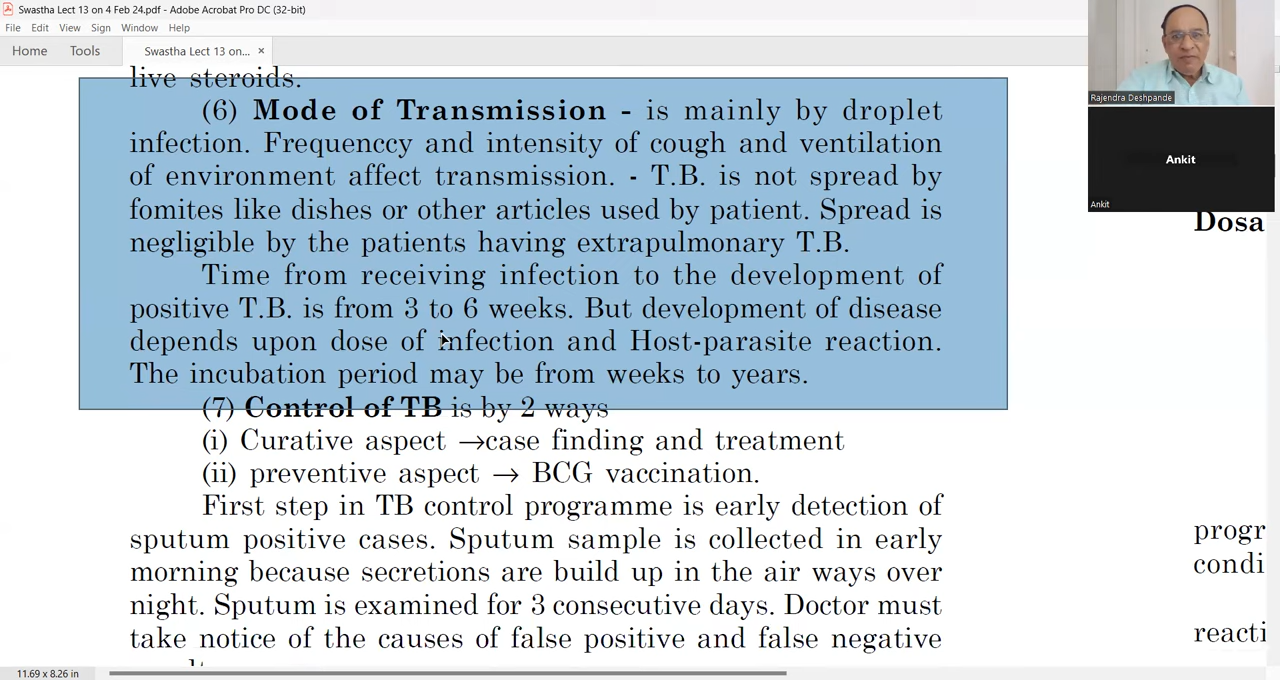 Swastha Lect 13 on 4 Feb 24.pdf - Adobe Acrobat Pro DC (32-bit)
File Edit View Sign Window Help
Home Tools Swastha Lect 13 on... ×
live steroids.
(6) Mode of Transmission - is mainly by droplet
infection. Frequenccy and intensity of cough and ventilation
of environment affect transmission. - T.B. is not spread by
fomites like dishes or other articles used by patient. Spread is
negligible by the patients having extrapulmonary T.B.
Time from receiving infection to the development of
positive T.B. is from 3 to 6 weeks. But development of disease
depends upon dose of infection and Host-parasite reaction.
The incubation period may be from weeks to years.
(7) Control of TB is by 2 ways
(i) Curative aspect →case finding and treatment
(ii) preventive aspect → BCG vaccination.
First step in TB control programme is early detection of
sputum positive cases. Sputum sample is collected in early
morning because secretions are build up in the air ways over
night. Sputum is examined for 3 consecutive days. Doctor must
take notice of the causes of false positive and false negative
11.69 x 8.26 in
Rajendra Deshpande
Ankit
Ankit
Dosa
progr
condi
reacti